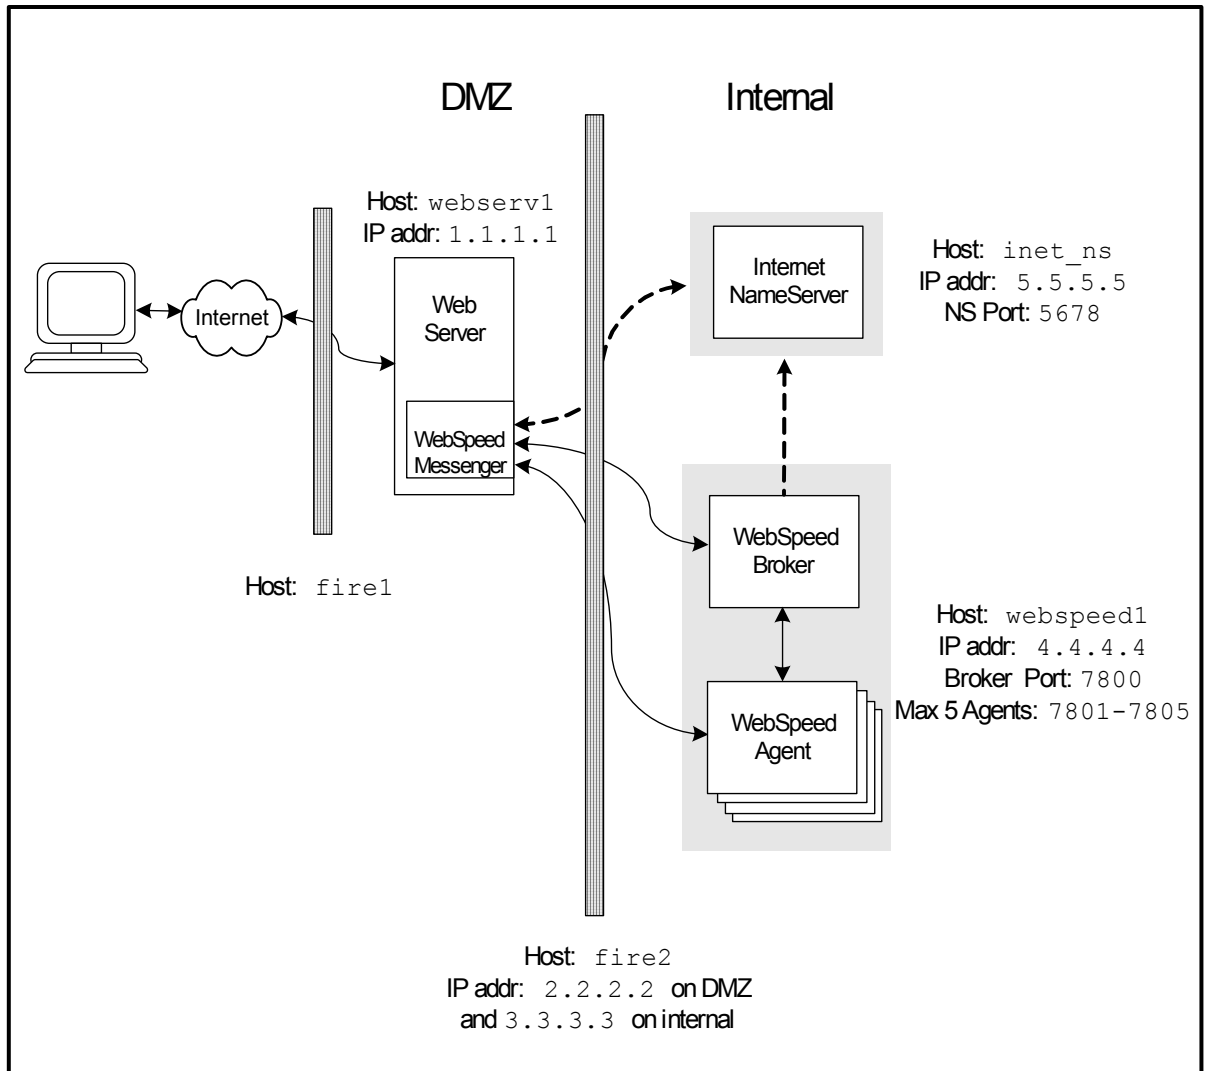 DMZ
Internal
Host: webserv1
IP addr: 1.1.1.1
Internet
Web
Server
WebSpeed
Messenger
Host: fire1
Internet
NameServer
Host: inet_ns
IP addr: 5.5.5.5
NS Port: 5678
WebSpeed
Broker
WebSpeed
Agent
Host: webspeed1
IP addr: 4.4.4.4
Broker Port: 7800
Max 5 Agents: 7801-7805
Host: fire2
IP addr: 2.2.2.2 on DMZ
and 3.3.3.3 on internal